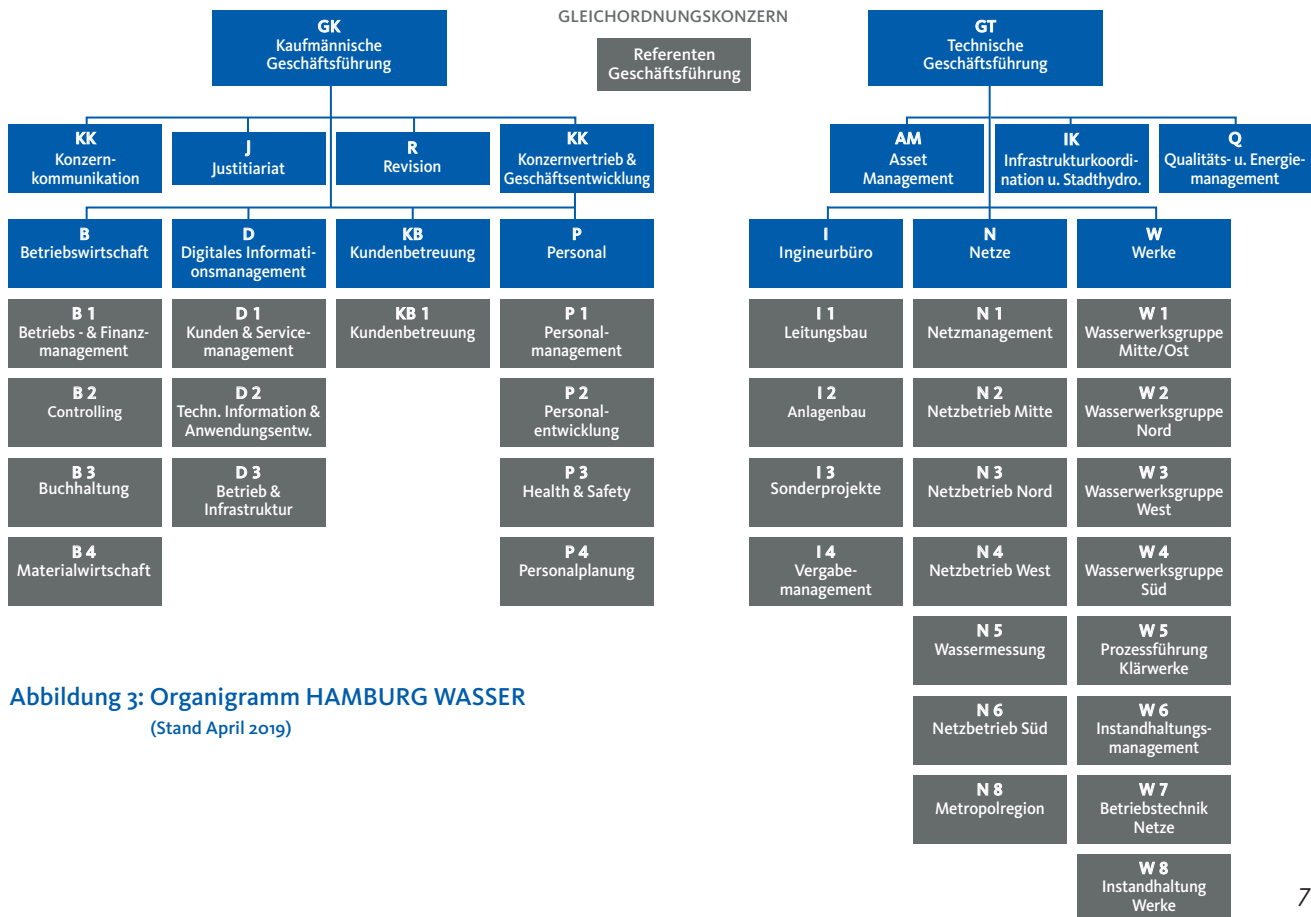 GLEICHORDNUNGSKONZERN
GK
Kaufmännische
Geschäftsführung
Referenten
Geschäftsführung
GT
Technische
Geschäftsführung
KK
Konzern-
kommunikation
J
Justitiariat
R
Revision
KK
Konzernvertrieb &
Geschäftsentwicklung
AM
Asset
Management
IK
Infrastrukturkoordi-
nation u. Stadthydro.
Q
Qualitäts- u. Energie-
management
B
Betriebswirtschaft
D
Digitales Informati-
onsmanagement
KB
Kundenbetreuung
P
Personal
I
Ingineurbüro
N
Netze
W
Werke
B 1
Betriebs - & Finanz-
management
D 1
Kunden & Service-
management
KB 1
Kundenbetreuung
P 1
Personal-
management
I 1
Leitungsbau
N 1
Netzmanagement
W 1
Wasserwerksgruppe
Mitte/Ost
B 2
Controlling
D 2
Techn. Information &
Anwendungsentw.
P 2
Personal-
entwicklung
I 2
Anlagenbau
N 2
Netzbetrieb Mitte
W 2
Wasserwerksgruppe
Nord
B 3
Buchhaltung
D 3
Betrieb &
Infrastruktur
P 3
Health & Safety
I 3
Sonderprojekte
N 3
Netzbetrieb Nord
W 3
Wasserwerksgruppe
West
B 4
Materialwirtschaft
P 4
Personalplanung
I 4
Vergabe-
management
N 4
Netzbetrieb West
W 4
Wasserwerksgruppe
Süd
N 5
Wassermessung
W 5
Prozessführung
Klärwerke
N 6
Netzbetrieb Süd
W 6
Instandhaltungs-
management
N 8
Metropolregion
W 7
Betriebstechnik
Netze
W 8
Instandhaltung
Werke
Abbildung 3: Organigramm HAMBURG WASSER
(Stand April 2019)
7